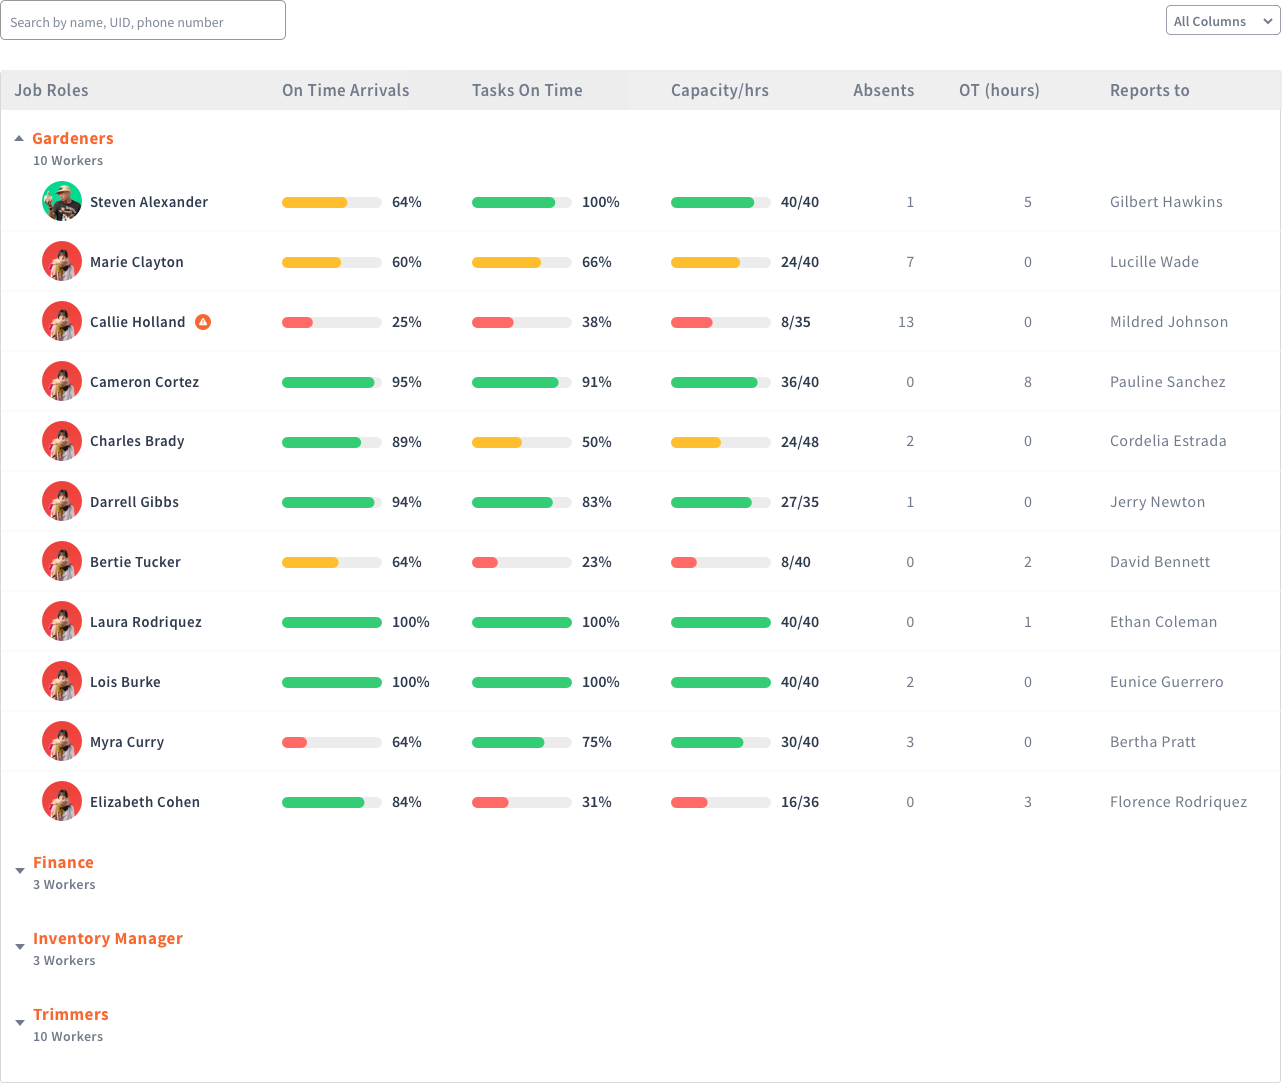 Search by name, UID, phone number
All Columns
Job Roles On Time Arrivals Tasks On Time Capacity/hrs Absents OT (hours) Reports to
Gardeners
10 Workers
Steven Alexander 64% 100% 40/40 1 5 Gilbert Hawkins
Marie Clayton 60% 66% 24/40 7 0 Lucille Wade
Callie Holland 25% 38% 8/35 13 0 Mildred Johnson
Cameron Cortez 95% 91% 36/40 0 8 Pauline Sanchez
Charles Brady 89% 50% 24/48 2 0 Cordelia Estrada
Darrell Gibbs 94% 83% 27/35 1 0 Jerry Newton
Bertie Tucker 64% 23% 8/40 0 2 David Bennett
Laura Rodriquez 100% 100% 40/40 0 1 Ethan Coleman
Lois Burke 100% 100% 40/40 2 0 Eunice Guerrero
Myra Curry 64% 75% 30/40 3 0 Bertha Pratt
Elizabeth Cohen 84% 31% 16/36 0 3 Florence Rodriquez
Finance
3 Workers
Inventory Manager
3 Workers
Trimmers
10 Workers